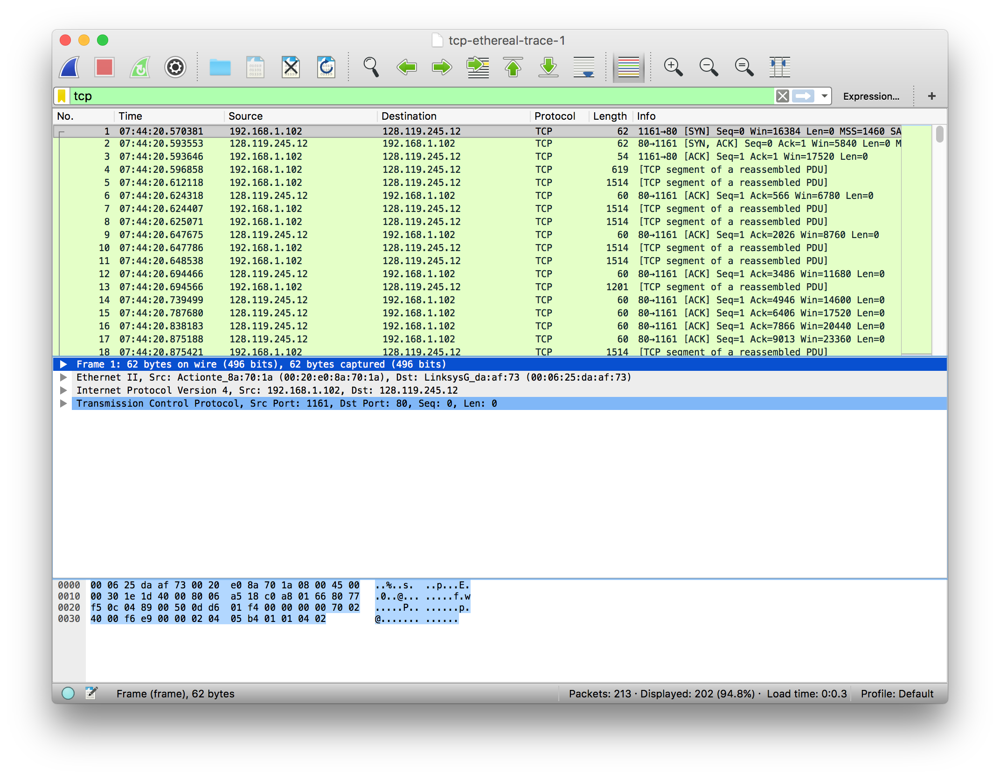 tcp-ethereal-trace-1
tcp
Expression...
+
No. Time Source Destination Protocol Length Info
1 07:44:20.570381 192.168.1.102 128.119.245.12 TCP 62 1161→80 [SYN] Seq=0 Win=16384 Len=0 MSS=1460 SA
2 07:44:20.593553 128.119.245.12 192.168.1.102 TCP 62 80→1161 [SYN, ACK] Seq=0 Ack=1 Win=5840 Len=0 M
3 07:44:20.593646 192.168.1.102 128.119.245.12 TCP 54 1161→80 [ACK] Seq=1 Ack=1 Win=17520 Len=0
4 07:44:20.596858 192.168.1.102 128.119.245.12 TCP 619 [TCP segment of a reassembled PDU]
5 07:44:20.612118 192.168.1.102 128.119.245.12 TCP 1514 [TCP segment of a reassembled PDU]
6 07:44:20.624318 128.119.245.12 192.168.1.102 TCP 60 80→1161 [ACK] Seq=1 Ack=566 Win=6780 Len=0
7 07:44:20.624407 192.168.1.102 128.119.245.12 TCP 1514 [TCP segment of a reassembled PDU]
8 07:44:20.625071 192.168.1.102 128.119.245.12 TCP 1514 [TCP segment of a reassembled PDU]
9 07:44:20.647675 128.119.245.12 192.168.1.102 TCP 60 80→1161 [ACK] Seq=1 Ack=2026 Win=8760 Len=0
10 07:44:20.647786 192.168.1.102 128.119.245.12 TCP 1514 [TCP segment of a reassembled PDU]
11 07:44:20.648538 192.168.1.102 128.119.245.12 TCP 1514 [TCP segment of a reassembled PDU]
12 07:44:20.694466 128.119.245.12 192.168.1.102 TCP 60 80→1161 [ACK] Seq=1 Ack=3486 Win=11680 Len=0
13 07:44:20.694566 192.168.1.102 128.119.245.12 TCP 1201 [TCP segment of a reassembled PDU]
14 07:44:20.739499 128.119.245.12 192.168.1.102 TCP 60 80→1161 [ACK] Seq=1 Ack=4946 Win=14600 Len=0
15 07:44:20.787680 128.119.245.12 192.168.1.102 TCP 60 80→1161 [ACK] Seq=1 Ack=6406 Win=17520 Len=0
16 07:44:20.838183 128.119.245.12 192.168.1.102 TCP 60 80→1161 [ACK] Seq=1 Ack=7866 Win=20440 Len=0
17 07:44:20.875188 128.119.245.12 192.168.1.102 TCP 60 80→1161 [ACK] Seq=1 Ack=9013 Win=23360 Len=0
18 07:44:20.875421 192.168.1.102 128.119.245.12 TCP 1514 [TCP segment of a reassembled PDU]
Frame 1: 62 bytes on wire (496 bits), 62 bytes captured (496 bits)
Ethernet II, Src: Actionte_8a:70:1a (00:20:e0:8a:70:1a), Dst: LinksysG_da:af:73 (00:06:25:da:af:73)
Internet Protocol Version 4, Src: 192.168.1.102, Dst: 128.119.245.12
Transmission Control Protocol, Src Port: 1161, Dst Port: 80, Seq: 0, Len: 0
0000 00 06 25 da af 73 00 20 e0 8a 70 1a 08 00 45 00 ..%..s. ..p...E.
0010 00 30 1e 1d 40 00 80 06 a5 18 c0 a8 01 66 80 77 .0..@... .....f.w
0020 f5 0c 04 89 00 50 0d d6 01 f4 00 00 00 00 70 02 .....P.. ......p.
0030 40 00 f6 e9 00 00 02 04 05 b4 01 01 04 02 @....... ......
Frame (frame), 62 bytes
Packets: 213 · Displayed: 202 (94.8%) · Load time: 0:0.3
Profile: Default